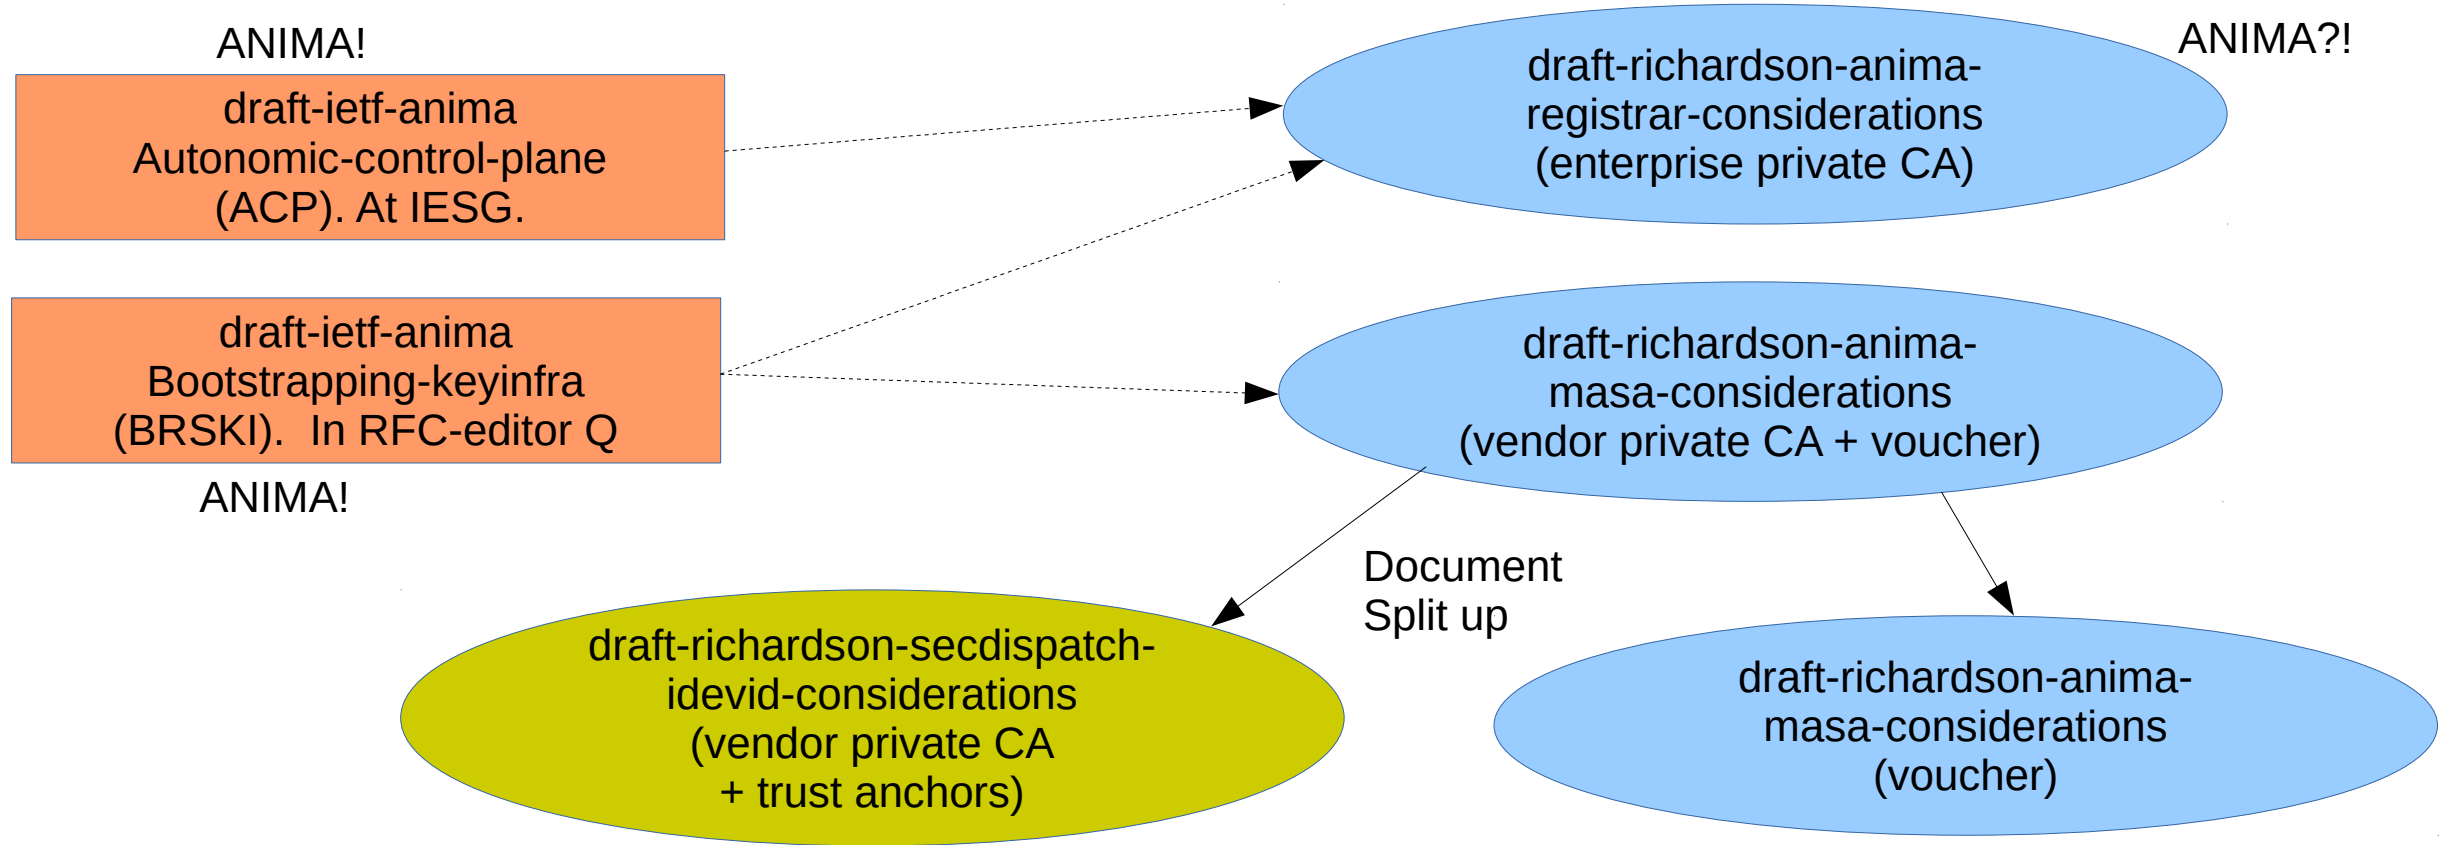 ANIMA!
draft-ietf-anima
Autonomic-control-plane
(ACP). At IESG.
draft-richardson-anima-
registrar-considerations
(enterprise private CA)
ANIMA?!
draft-ietf-anima
Bootstrapping-keyinfra
(BRSKI).  In RFC-editor Q
ANIMA!
draft-richardson-anima-
masa-considerations
(vendor private CA + voucher)
Document
Split up
draft-richardson-secdispatch-
idevid-considerations
(vendor private CA
+ trust anchors)
draft-richardson-anima-
masa-considerations
(voucher)